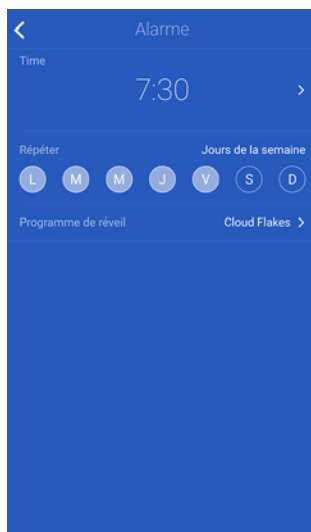 Alarme
Time
7:30
Répéter Jours de la semaine
L M M J V S D
Programme de réveil Cloud Flakes